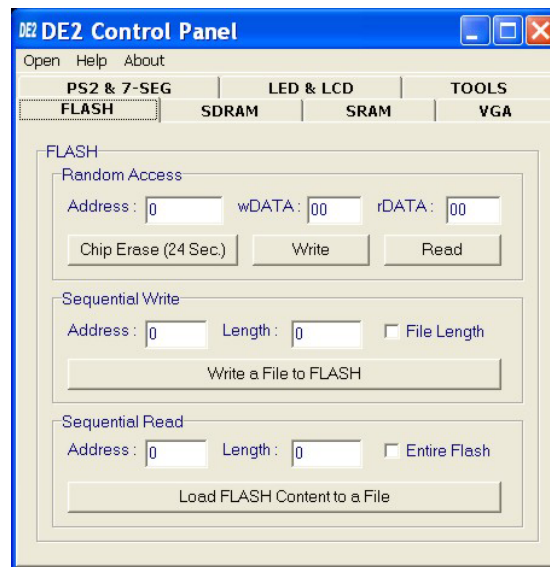 DE2 DE2 Control Panel
Open Help About
PS2 & 7-SEG LED & LCD TOOLS
FLASH SDRAM SRAM VGA
FLASH
Random Access
Address : 0 wDATA : 00 rDATA : 00
Chip Erase (24 Sec.) Write Read
Sequential Write
Address : 0 Length : 0 File Length
Write a File to FLASH
Sequential Read
Address : 0 Length : 0 Entire Flash
Load FLASH Content to a File